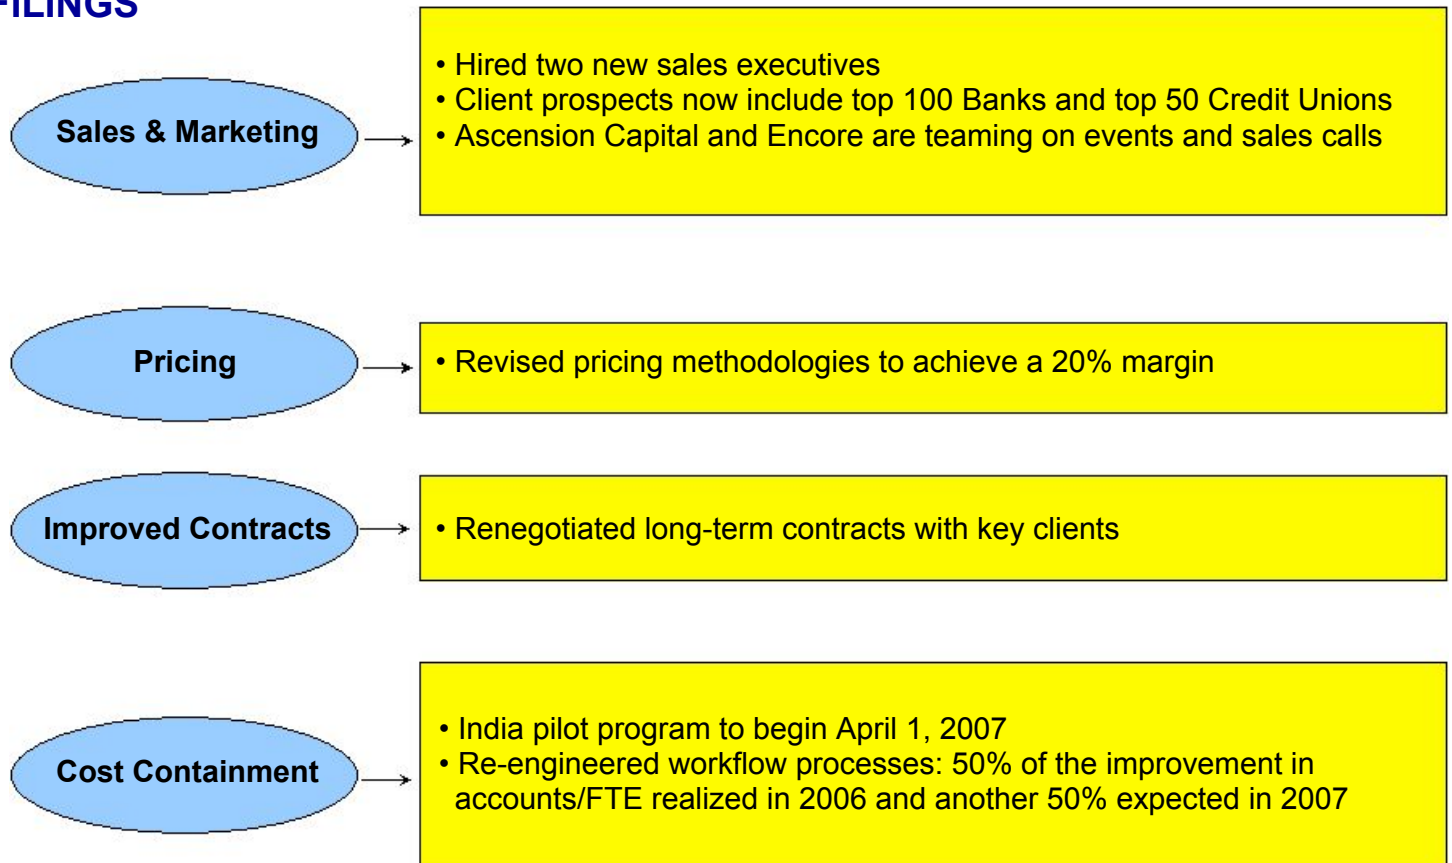 FILINGS
• Hired two new sales executives
• Client prospects now include top 100 Banks and top 50 Credit Unions
Sales & Marketing
• Ascension Capital and Encore are teaming on events and sales calls
Pricing
• Revised pricing methodologies to achieve a 20% margin
Improved Contracts
• Renegotiated long-term contracts with key clients
• India pilot program to begin April 1, 2007
Cost Containment
• Re-engineered workflow processes: 50% of the improvement in
accounts/FTE realized in 2006 and another 50% expected in 2007